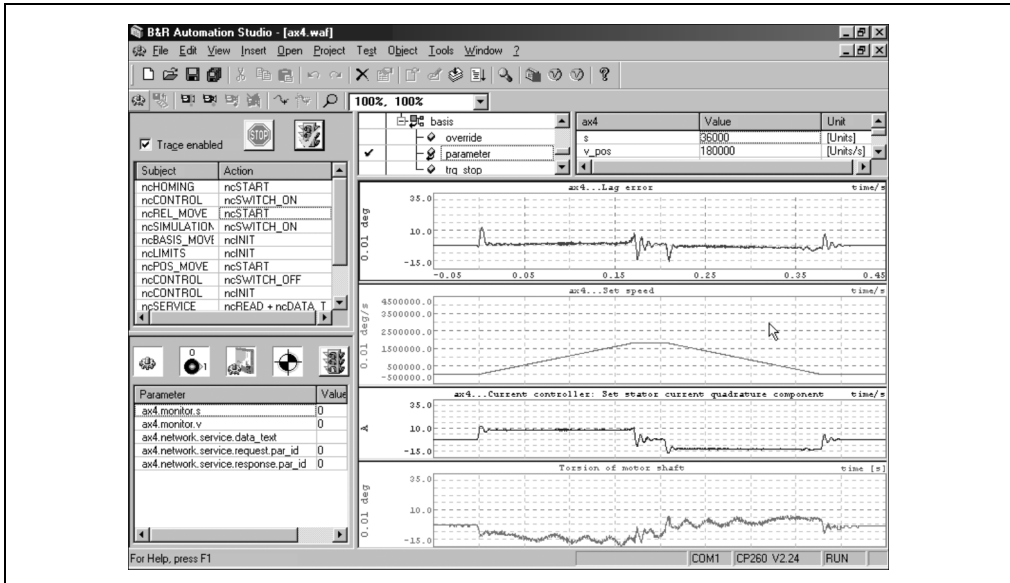 B&R Automation Studio - [ax4.waf]
File Edit View Insert Open Project Test Object Tools Window ?
100%, 100%
Trace enabled
STOP
basis
override
parameter
trq stop
ax4 Value Unit
s 36000 [Units]
v_pos 180000 [Units/s]
Subject Action
ncHOMING ncSTART
ncCONTROL ncSWITCH_ON
ncREL_MOVE ncSTART
ncSIMULATION ncSWITCH_ON
ncBASIS_MOVE ncINIT
ncLIMITS ncINIT
ncPOS_MOVE ncSTART
ncCONTROL ncSWITCH_OFF
ncCONTROL ncINIT
ncSERVICE ncREAD + ncDATA_T
0
1
Parameter Value
ax4.monitor.s 0
ax4.monitor.v 0
ax4.network.service.data_text
ax4.network.service.request.par_id 0
ax4.network.service.response.par_id 0
ax4...Lag error time/s
0.01 deg
35.0
10.0
-15.0
-0.05 0.05 0.15 0.25 0.35 0.45
ax4...Set speed time/s
0.01 deg/s
4500000.0
3500000.0
2500000.0
1500000.0
500000.0
-500000.0
ax4...Current controller: Set stator current quadrature component time/s
A
35.0
10.0
-15.0
Torsion of motor shaft time [s]
0.01 deg
35.0
10.0
-15.0
For Help, press F1
COM1 CP260 V2.24 RUN